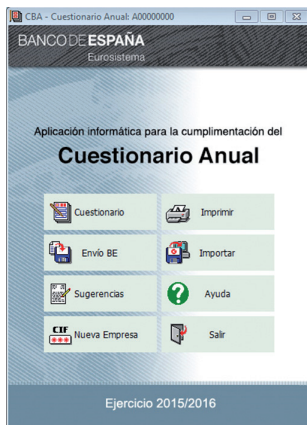 CBA - Cuestionario Anual: A00000000
BANCO DE ESPAÑA
Eurosistema
Aplicación informática para la cumplimentación del
Cuestionario Anual
Cuestionario
Imprimir
Envío BE
Importar
Sugerencias
Ayuda
CIF
Nueva Empresa
Salir
Ejercicio 2015/2016